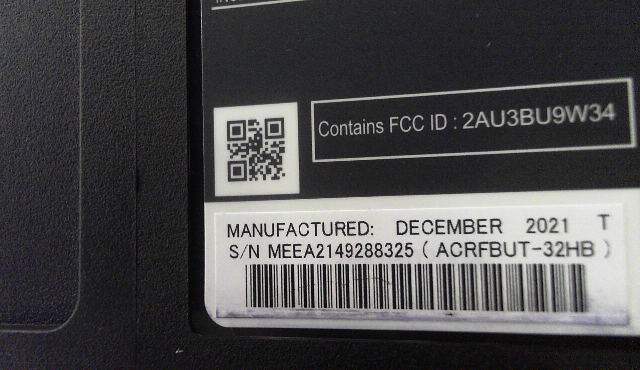 Contains FCC ID : 2AU3BU9W34
MANUFACTURED: DECEMBER 2021 T
S/N MEEA2149288325 ( ACRFBUT-32HB )